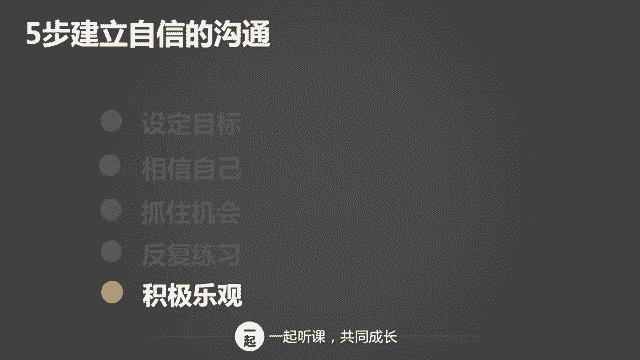 5步建立自信的沟通
设定目标
相信自己
抓住机会
反复练习
积极乐观
一起
一起听课，共同成长